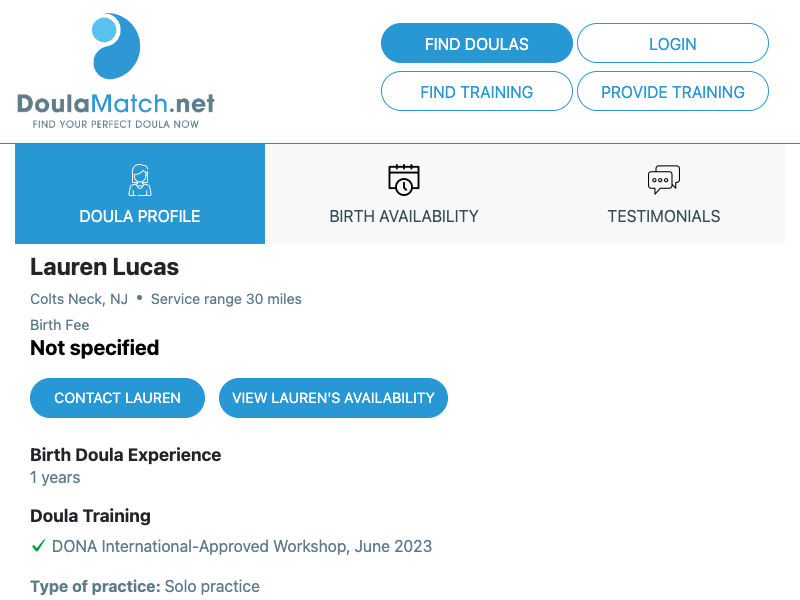 DoulaMatch.net
FIND YOUR PERFECT DOULA NOW
FIND DOULAS
LOGIN
FIND TRAINING
PROVIDE TRAINING
DOULA PROFILE
BIRTH AVAILABILITY
TESTIMONIALS
Lauren Lucas
Colts Neck, NJ • Service range 30 miles
Birth Fee
Not specified
CONTACT LAUREN
VIEW LAUREN'S AVAILABILITY
Birth Doula Experience
1 years
Doula Training
✓ DONA International-Approved Workshop, June 2023
Type of practice: Solo practice